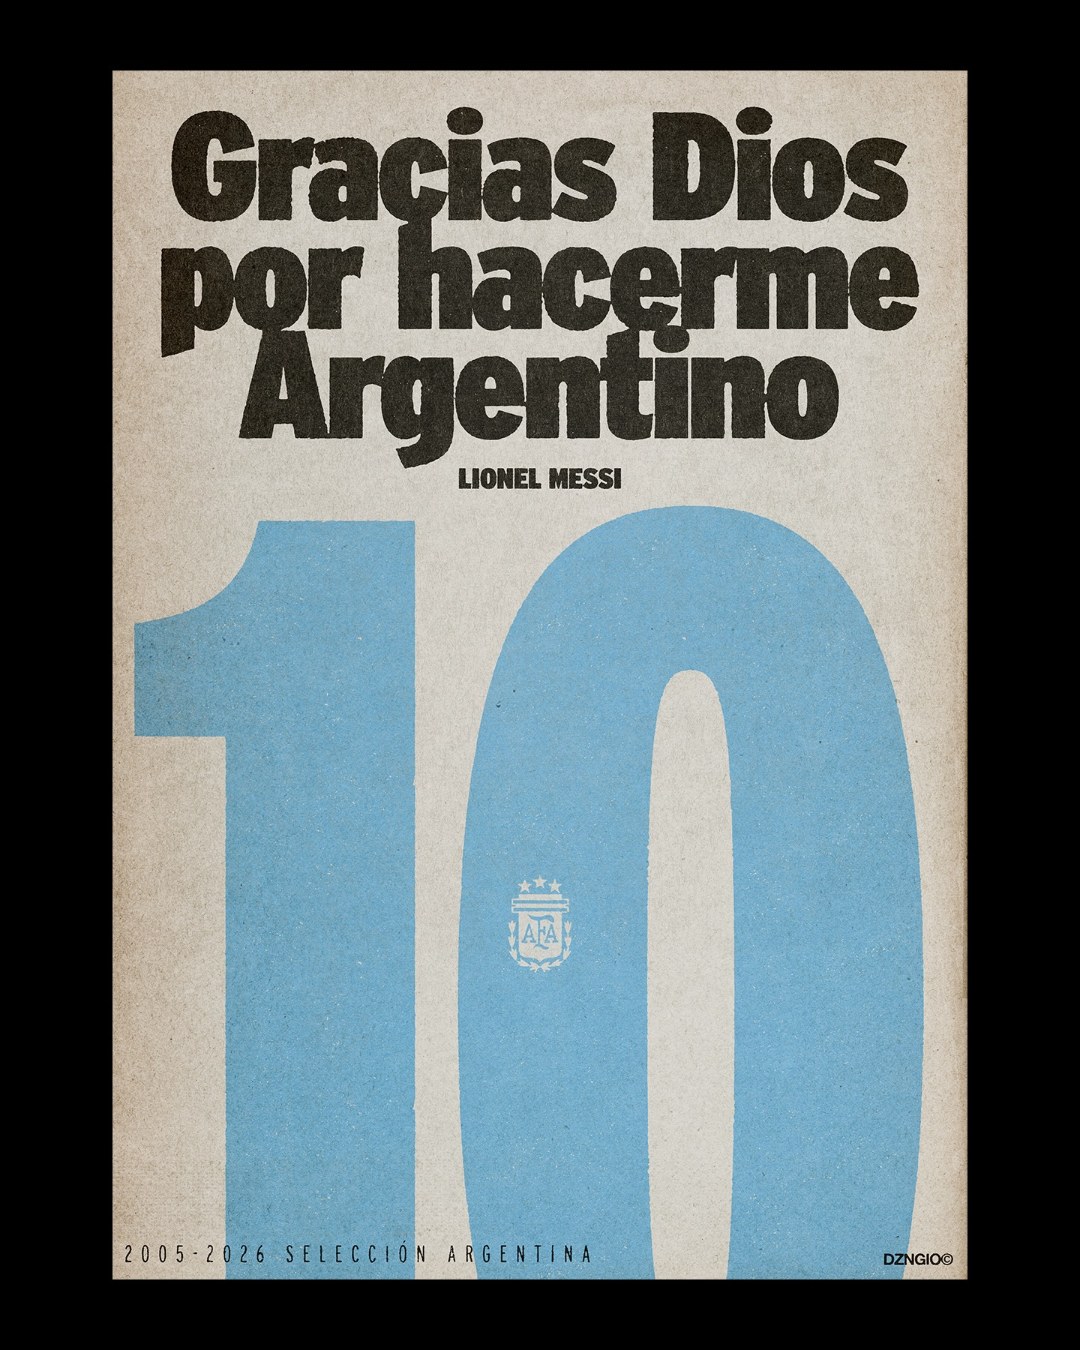 Gracias Dios
por hacerme
Argentino
LIONEL MESSI
10
AFA
2005-2026 SELECCIÓN ARGENTINA
DZNGIO©